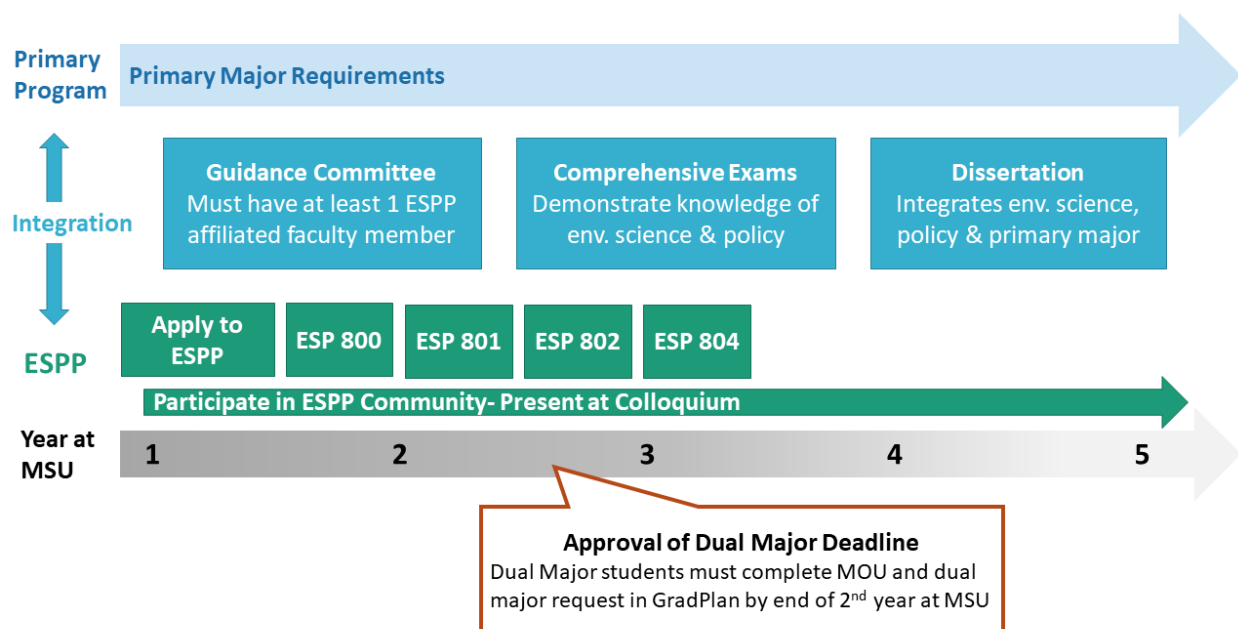 Primary
Program
Primary Major Requirements
Integration
Guidance Committee
Must have at least 1 ESPP
affiliated faculty member
Comprehensive Exams
Demonstrate knowledge of
env. science & policy
Dissertation
Integrates env. science,
policy & primary major
ESPP
Apply to
ESPP
ESP 800
ESP 801
ESP 802
ESP 804
Participate in ESPP Community- Present at Colloquium
Year at
MSU
1
2
3
4
5
Approval of Dual Major Deadline
Dual Major students must complete MOU and dual
major request in GradPlan by end of 2nd year at MSU